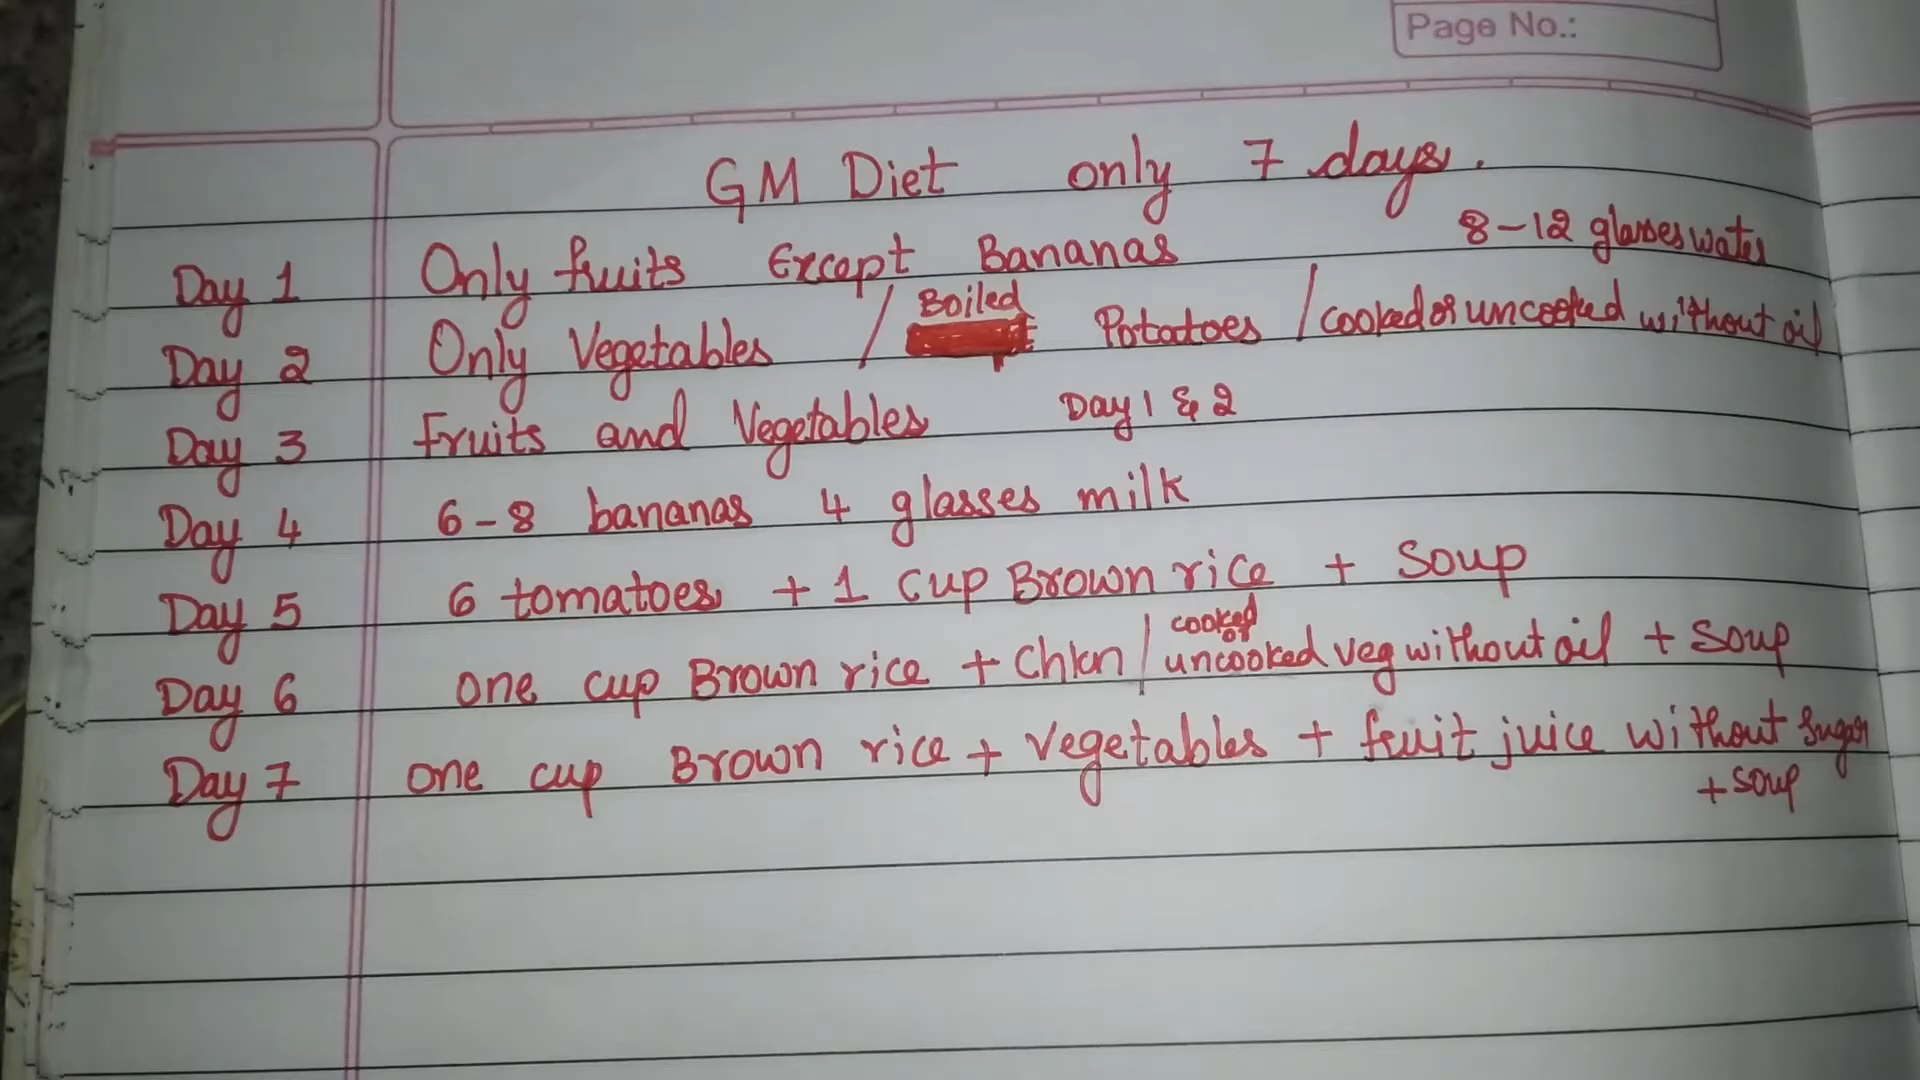 Page No.:
GM Diet only 7 days.
8-12 glasses water
Day 1 Only fruits Except Bananas
Day 2 Only Vegetables / Boiled Potatoes / cooked or uncooked without oil
Day 3 Fruits and Vegetables Day 1 & 2
Day 4 6-8 bananas 4 glasses milk
Day 5 6 tomatoes + 1 cup Brown rice + Soup
Day 6 one cup Brown rice + Chkn / cooked or uncooked veg without oil + Soup
Day 7 one cup Brown rice + vegetables + fruit juice without sugar
+ soup